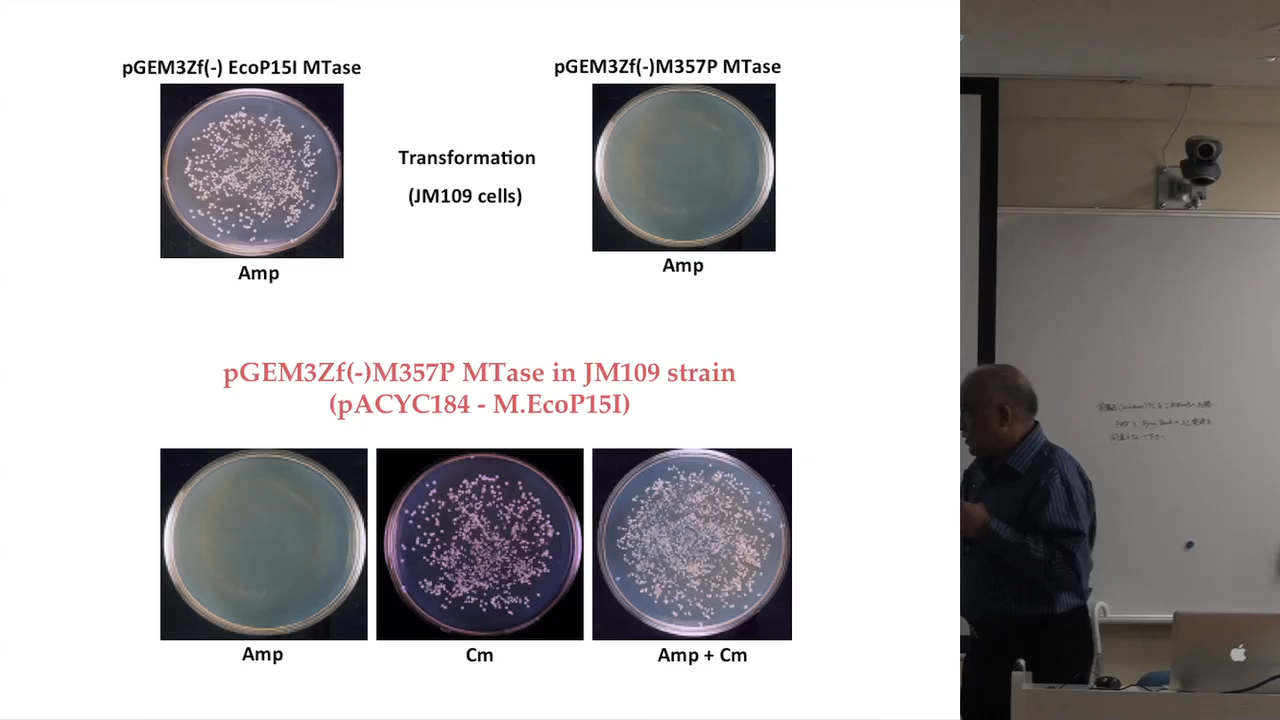 pGEM3Zf(-) EcoP15I MTase
pGEM3Zf(-)M357P MTase
Transformation
(JM109 cells)
Amp
Amp
pGEM3Zf(-)M357P MTase in JM109 strain
(pACYC184 - M.EcoP15I)
Amp
Cm
Amp + Cm